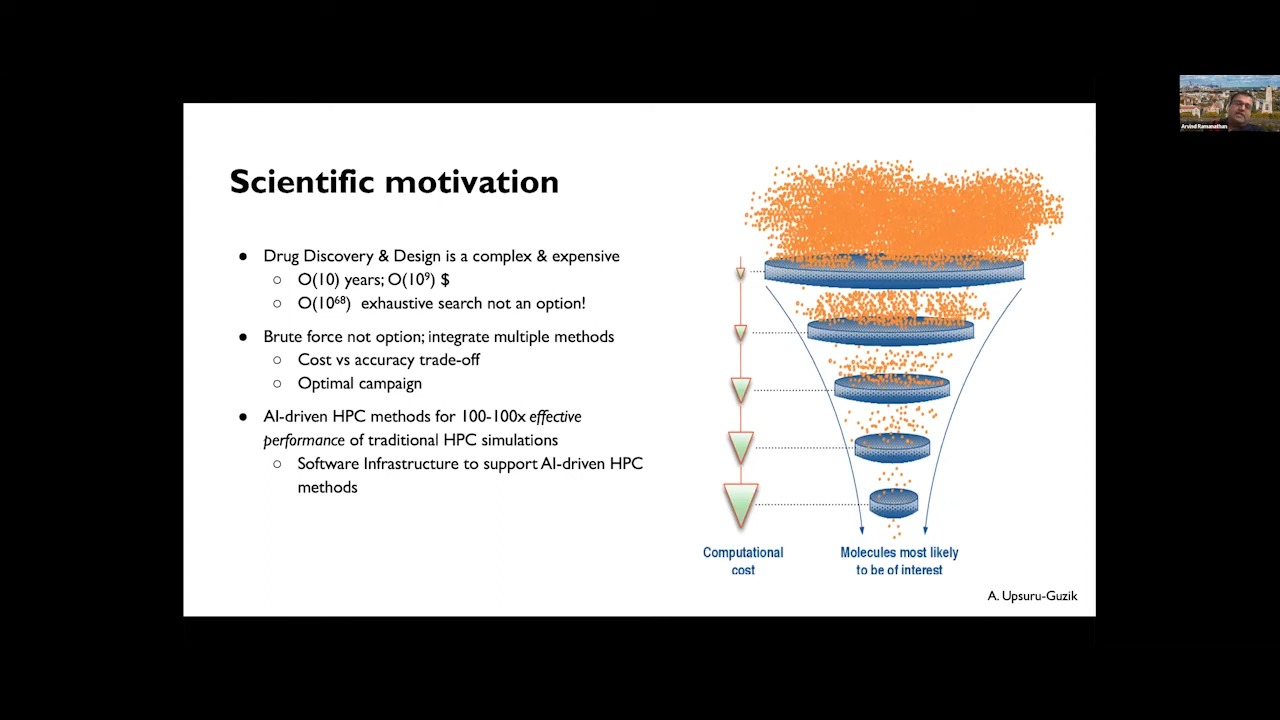 Arvind Ramanathan
Scientific motivation
● Drug Discovery & Design is a complex & expensive
○ O(10) years; O(10⁹) $
○ O(10⁶⁸) exhaustive search not an option!
● Brute force not option; integrate multiple methods
○ Cost vs accuracy trade-off
○ Optimal campaign
● AI-driven HPC methods for 100-100x effective
performance of traditional HPC simulations
○ Software Infrastructure to support AI-driven HPC
methods
Computational
cost
Molecules most likely
to be of interest
A. Upsuru-Guzik